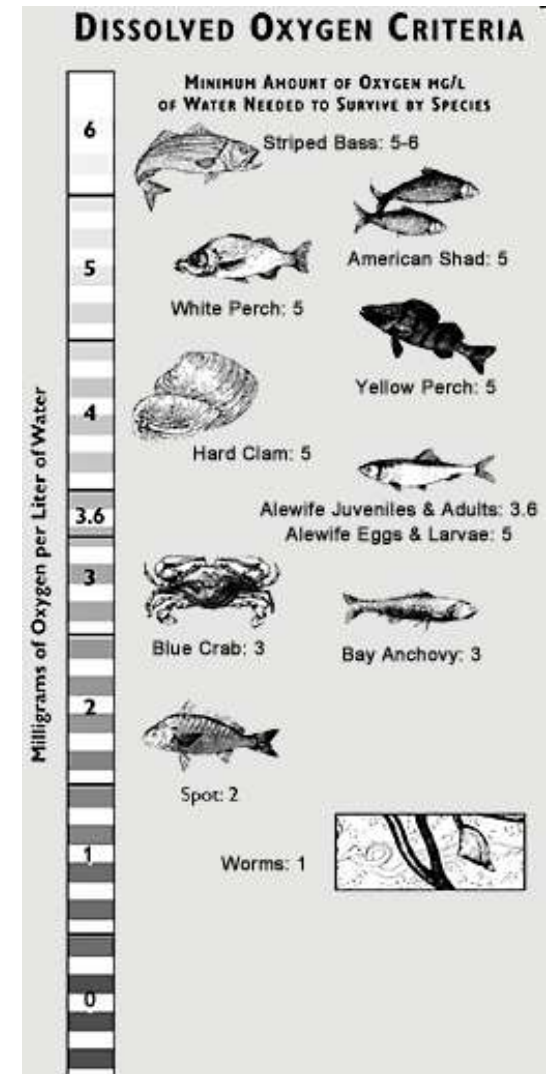 DISSOLVED OXYGEN CRITERIA
MINIMUM AMOUNT OF OXYGEN MG/L
OF WATER NEEDED TO SURVIVE BY SPECIES
6
Striped Bass: 5-6
5
American Shad: 5
White Perch: 5
Yellow Perch: 5
4
Hard Clam: 5
3.6
Alewife Juveniles & Adults: 3.6
Alewife Eggs & Larvae: 5
3
Blue Crab: 3
Bay Anchovy: 3
2
Spot: 2
1
Worms: 1
0
Milligrams of Oxygen per Liter of Water